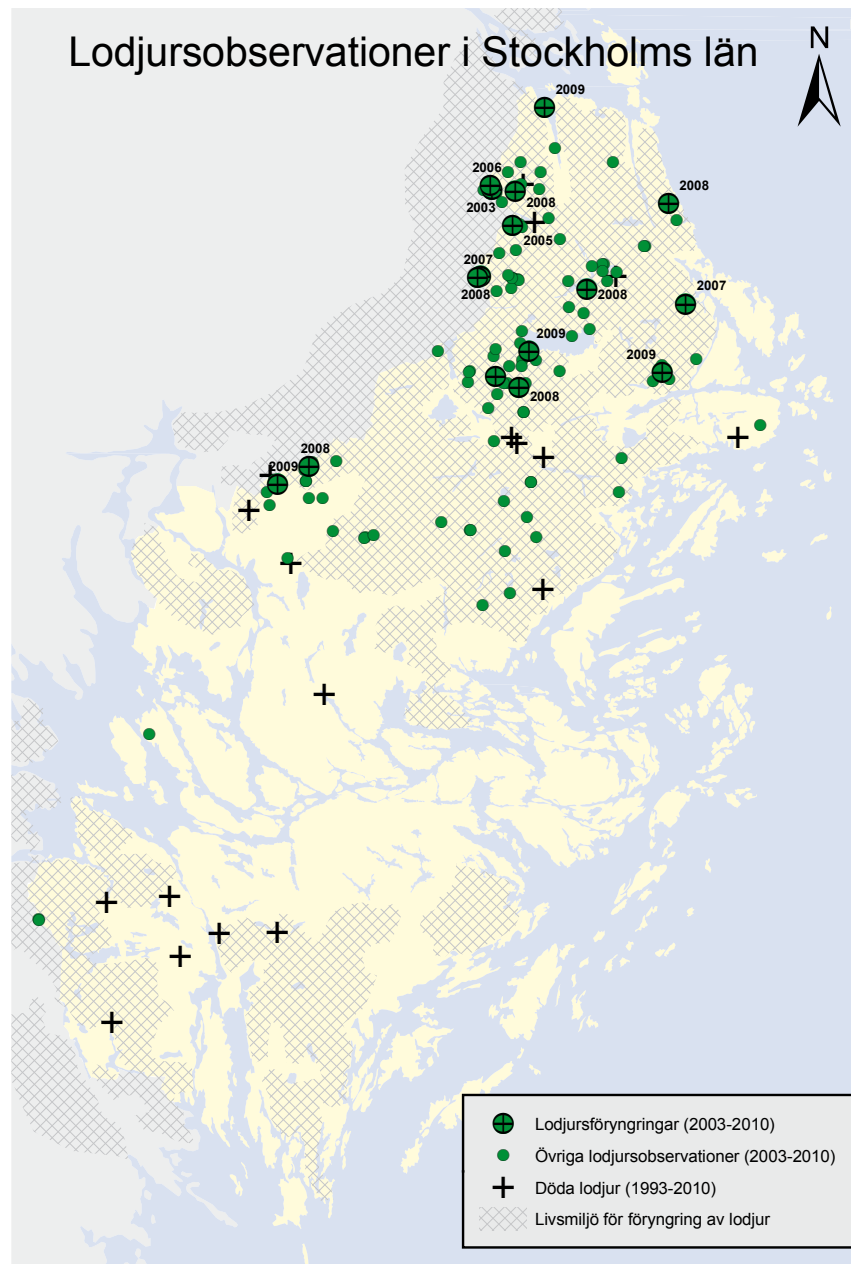 Lodjursobservationer i Stockholms län
N
2009
2006
2008
2003
2008
2005
2007
2008
2008
2007
2009
2009
2008
2008
2009
Lodjursföryngringar (2003-2010)
Övriga lodjursobservationer (2003-2010)
Döda lodjur (1993-2010)
Livsmiljö för föryngring av lodjur